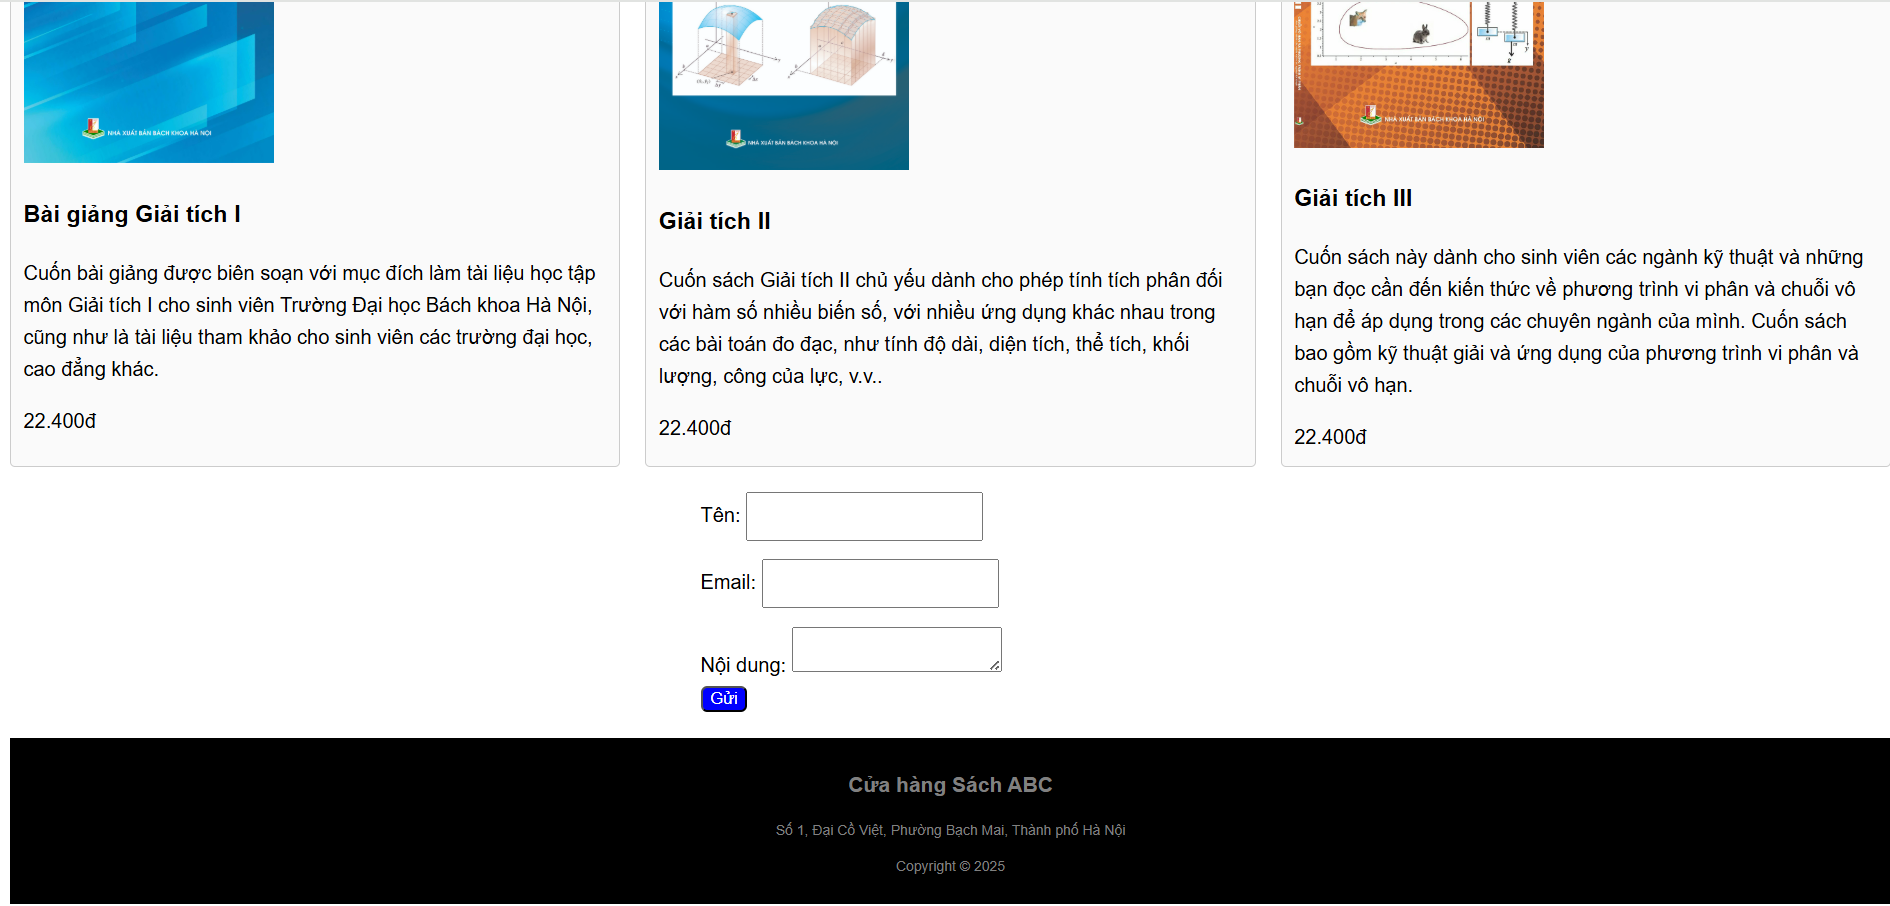 NHÀ XUẤT BẢN BÁCH KHOA HÀ NỘI
NHÀ XUẤT BẢN BÁCH KHOA HÀ NỘI
NHÀ XUẤT BẢN BÁCH KHOA HÀ NỘI
Bài giảng Giải tích I
Cuốn bài giảng được biên soạn với mục đích làm tài liệu học tập
môn Giải tích I cho sinh viên Trường Đại học Bách khoa Hà Nội,
cũng như là tài liệu tham khảo cho sinh viên các trường đại học,
cao đẳng khác.
22.400đ
Giải tích II
Cuốn sách Giải tích II chủ yếu dành cho phép tính tích phân đối
với hàm số nhiều biến số, với nhiều ứng dụng khác nhau trong
các bài toán đo đạc, như tính độ dài, diện tích, thể tích, khối
lượng, công của lực, v.v..
22.400đ
Giải tích III
Cuốn sách này dành cho sinh viên các ngành kỹ thuật và những
bạn đọc cần đến kiến thức về phương trình vi phân và chuỗi vô
hạn để áp dụng trong các chuyên ngành của mình. Cuốn sách
bao gồm kỹ thuật giải và ứng dụng của phương trình vi phân và
chuỗi vô hạn.
22.400đ
Tên:
Email:
Nội dung:
Gửi
Cửa hàng Sách ABC
Số 1, Đại Cồ Việt, Phường Bạch Mai, Thành phố Hà Nội
Copyright © 2025